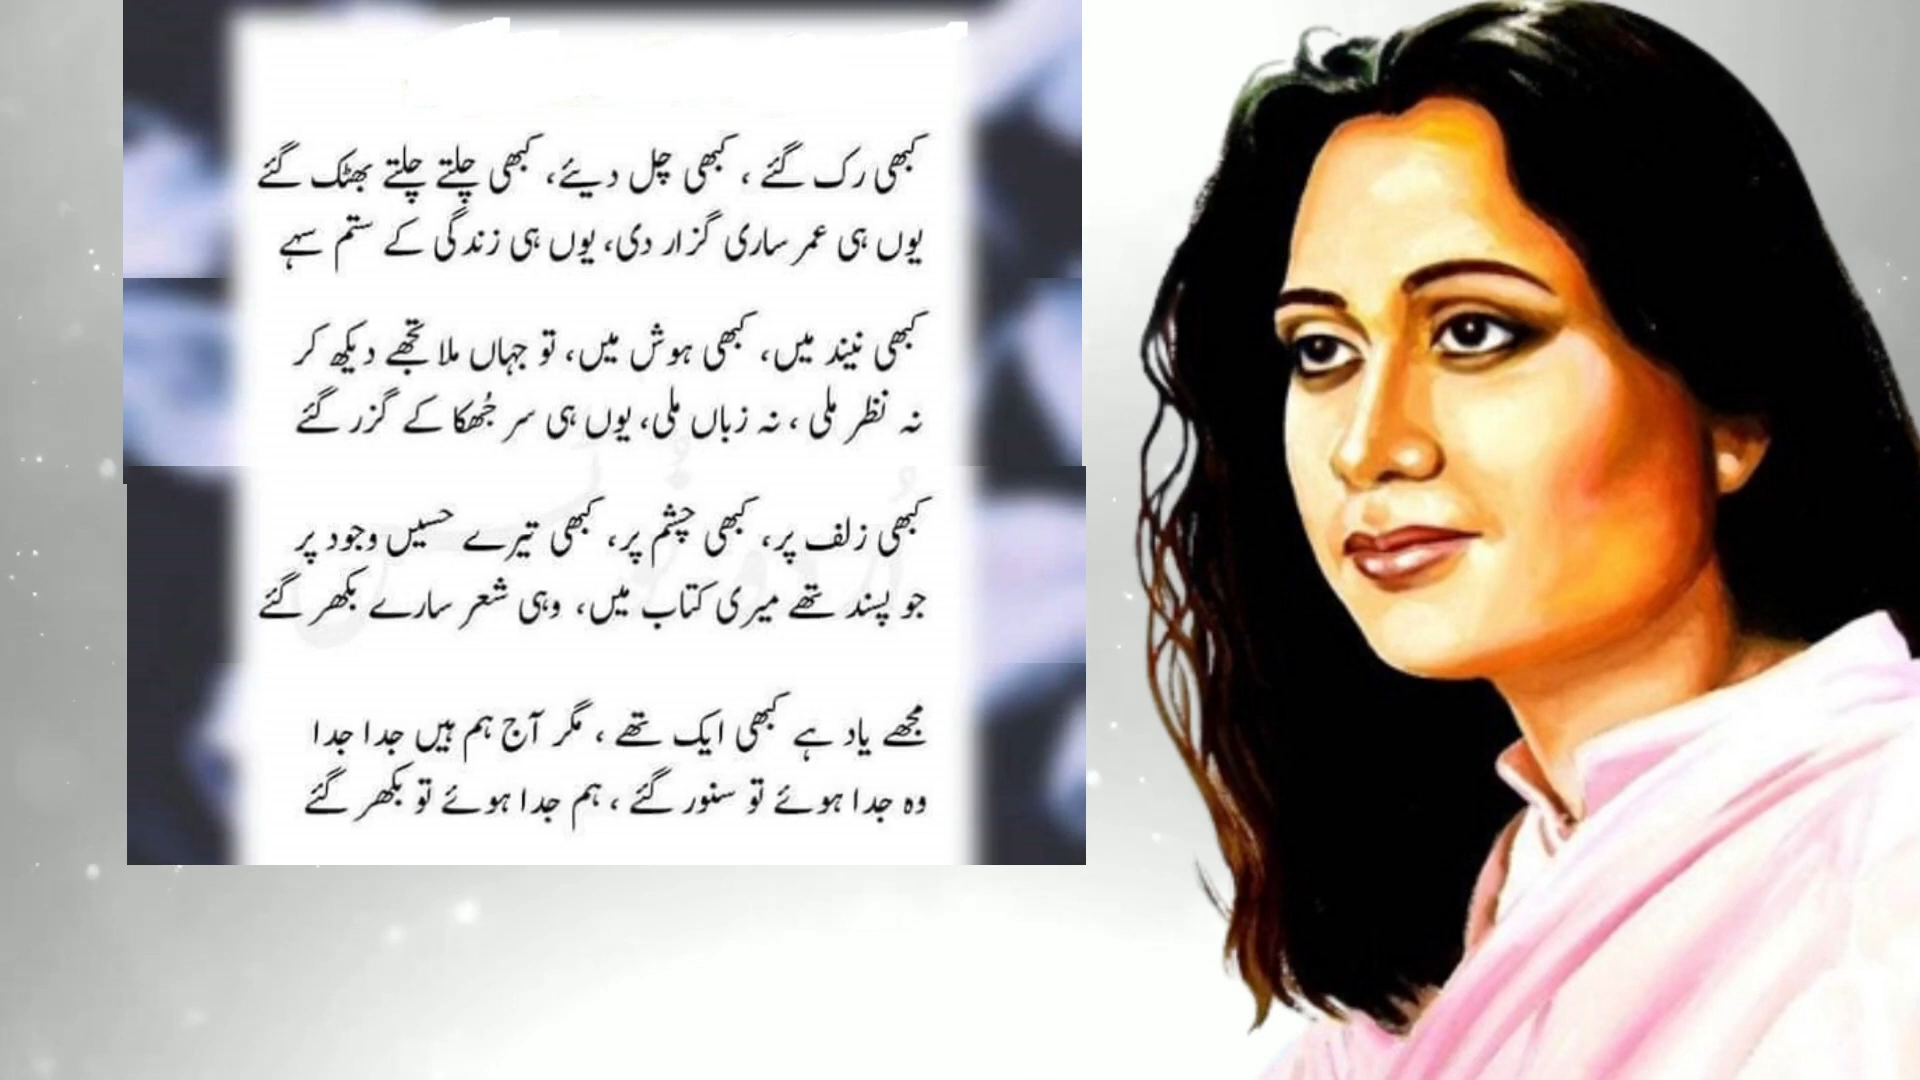 کبھی رک گئے ، کبھی چل دیئے، کبھی چلتے چلتے بھٹک گئے
یوں ہی عمر ساری گزار دی، یوں ہی زندگی کے ستم سہے
کبھی نیند میں، کبھی ہوش میں، تو جہاں ملا تجھے دیکھ کر
نہ نظر ملی ، نہ زباں ملی، یوں ہی سر جُھکا کے گزر گئے
کبھی زلف پر، کبھی چشم پر، کبھی تیرے حسیں وجود پر
جو پسند تھے میری کتاب میں، وہی شعر سارے بکھر گئے
مجھے یاد ہے کبھی ایک تھے ، مگر آج ہم ہیں جدا جدا
وہ جدا ہوئے تو سنور گئے ، ہم جدا ہوئے تو بکھر گئے